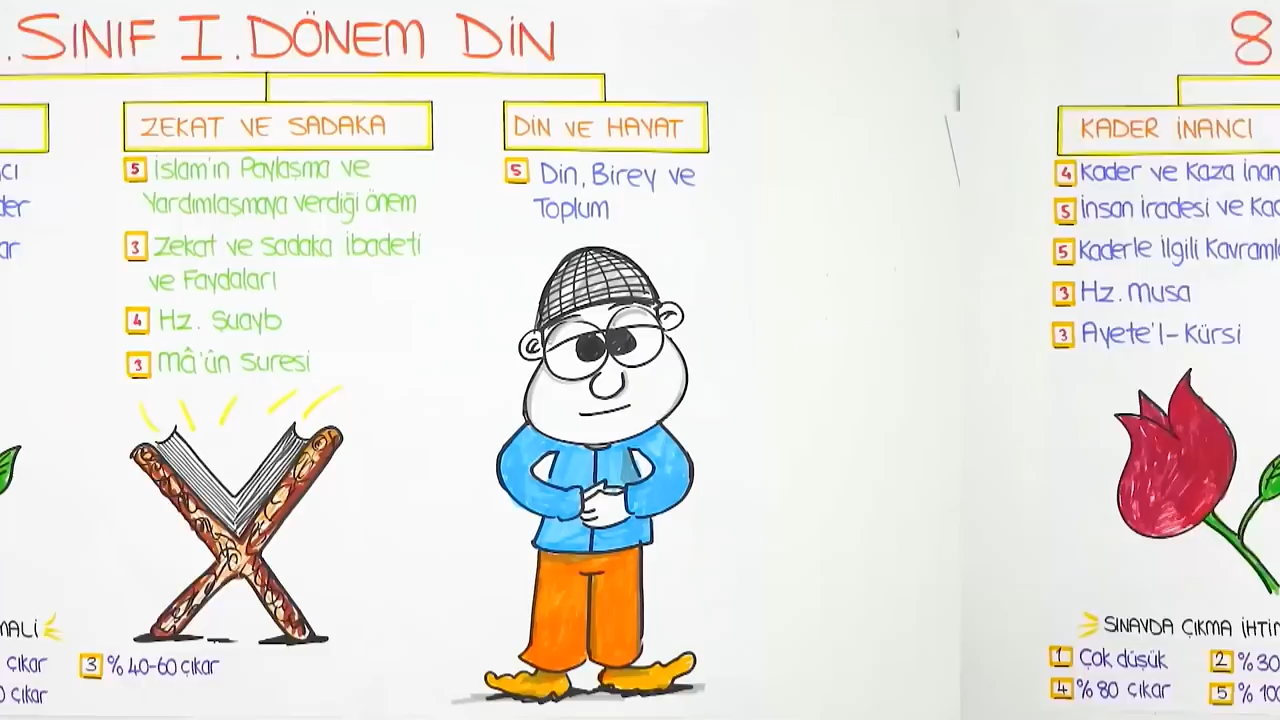 .SINIF I.DÖNEM DİN
ZEKAT VE SADAKA
5 İslam'ın Paylaşma ve
Yardımlaşmaya verdiği önem
3 Zekat ve Sadaka İbadeti
ve Faydaları
4 Hz. Şuayb
3 Mâ'ûn Suresi
DİN VE HAYAT
5 Din, Birey ve
Toplum
çıkar
3 % 40-60 çıkar
çıkar
8
KADER İNANCI
4 Kader ve Kaza
5 İnsan İradesi ve
5 Kaderle İlgili
3 Hz. Musa
3 Ayete'l-Kürsi
SINAVDA ÇIKMA
1 Çok düşük
2 % 30
4 % 80 çıkar
5 % 100